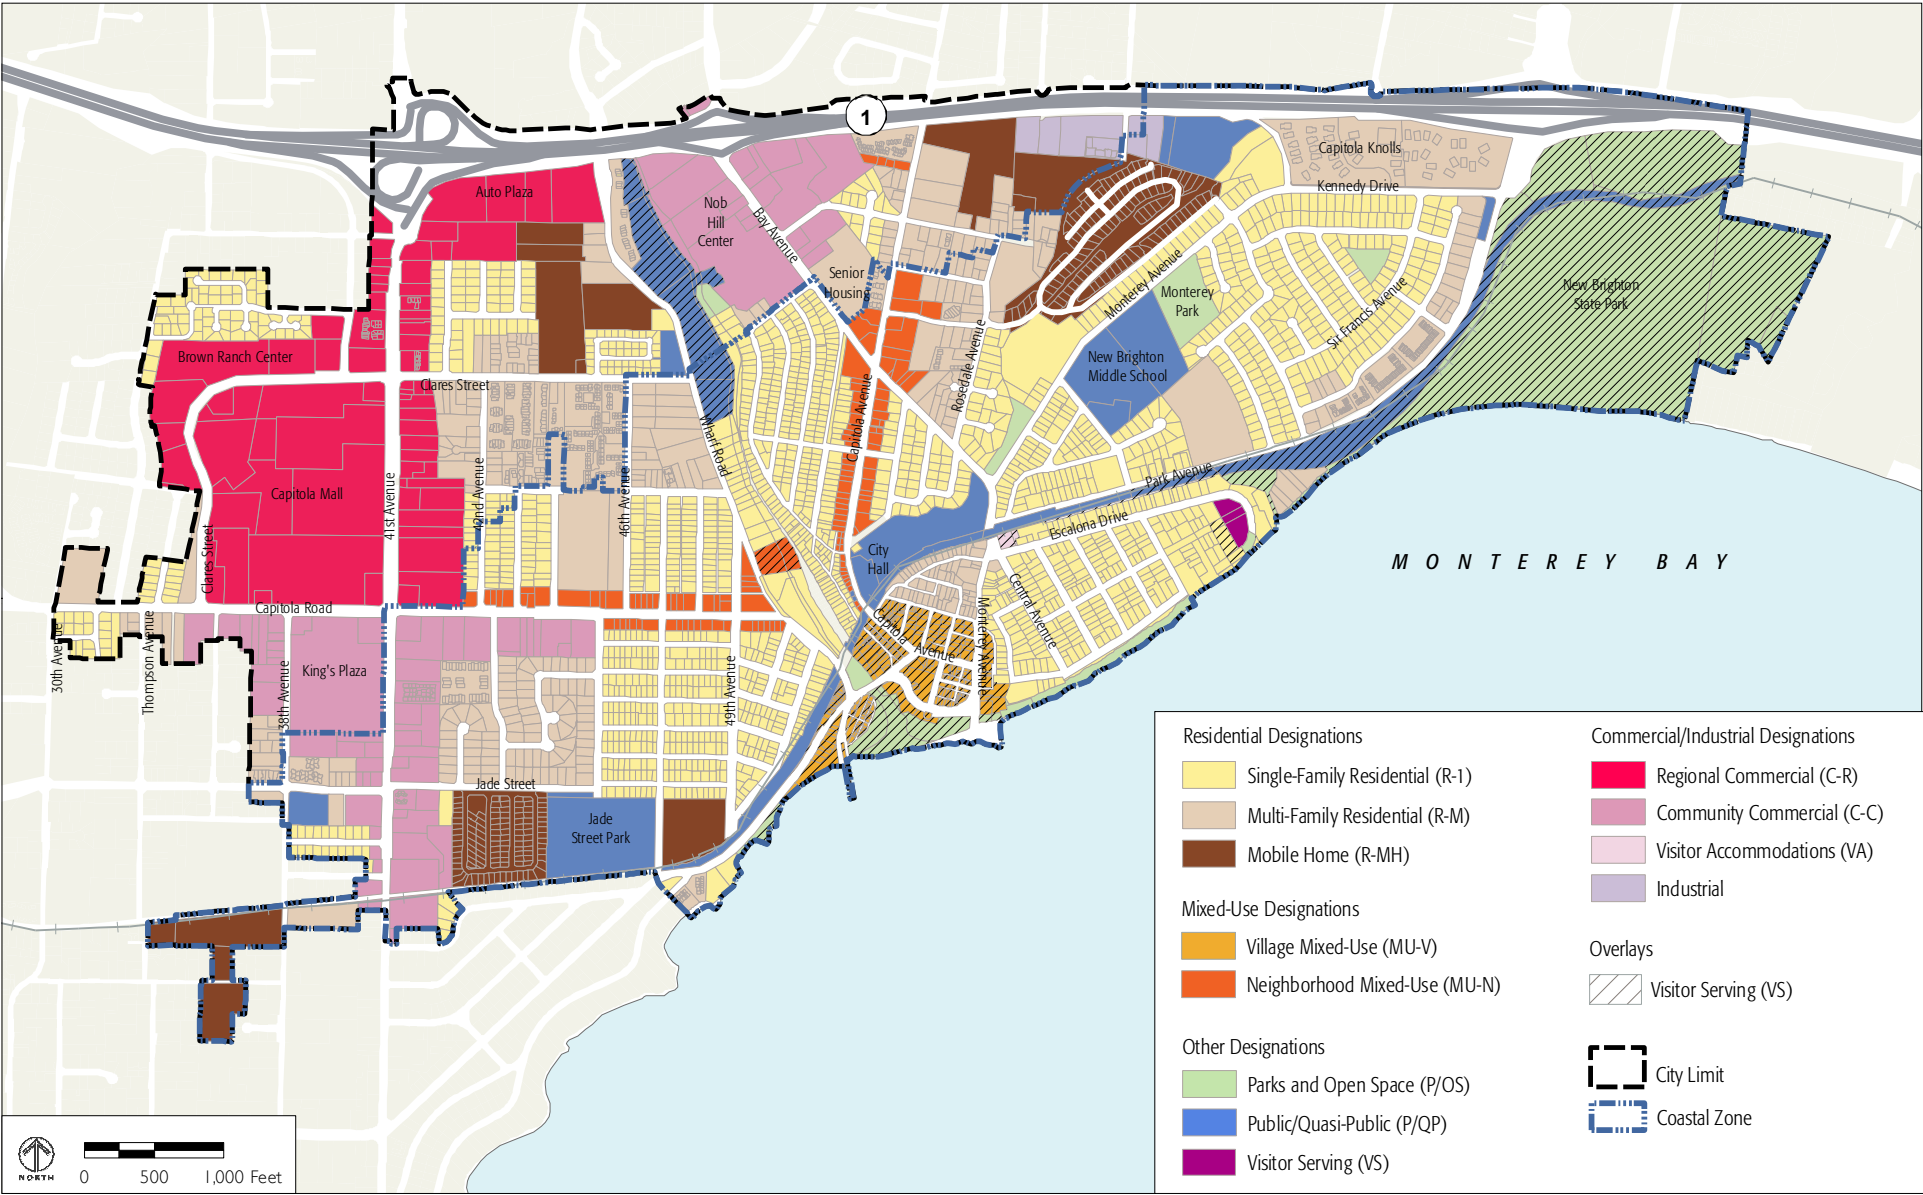 1
Auto Plaza
Capitola Knolls
Kennedy Drive
Nob
Hill
Center
Bay Avenue
Senior
Housing
Monterey Avenue
Monterey
Park
New Brighton
State Park
Sir Francis Avenue
Brown Ranch Center
Clares Street
New Brighton
Middle School
Rosedale Avenue
Capitola Avenue
Wharf Road
Capitola Mall
41st Avenue
42nd Avenue
46th Avenue
Park Avenue
Escalona Drive
Clares Street
City
Hall
MONTEREY BAY
Capitola Road
Central Avenue
Capitola Avenue
Monterey Avenue
30th Avenue
Thompson Avenue
38th Avenue
King's Plaza
49th Avenue
Jade Street
Jade
Street Park
Residential Designations
Single-Family Residential (R-1)
Multi-Family Residential (R-M)
Mobile Home (R-MH)
Mixed-Use Designations
Village Mixed-Use (MU-V)
Neighborhood Mixed-Use (MU-N)
Other Designations
Parks and Open Space (P/OS)
Public/Quasi-Public (P/QP)
Visitor Serving (VS)
Commercial/Industrial Designations
Regional Commercial (C-R)
Community Commercial (C-C)
Visitor Accommodations (VA)
Industrial
Overlays
Visitor Serving (VS)
City Limit
Coastal Zone
NORTH
0 500 1,000 Feet